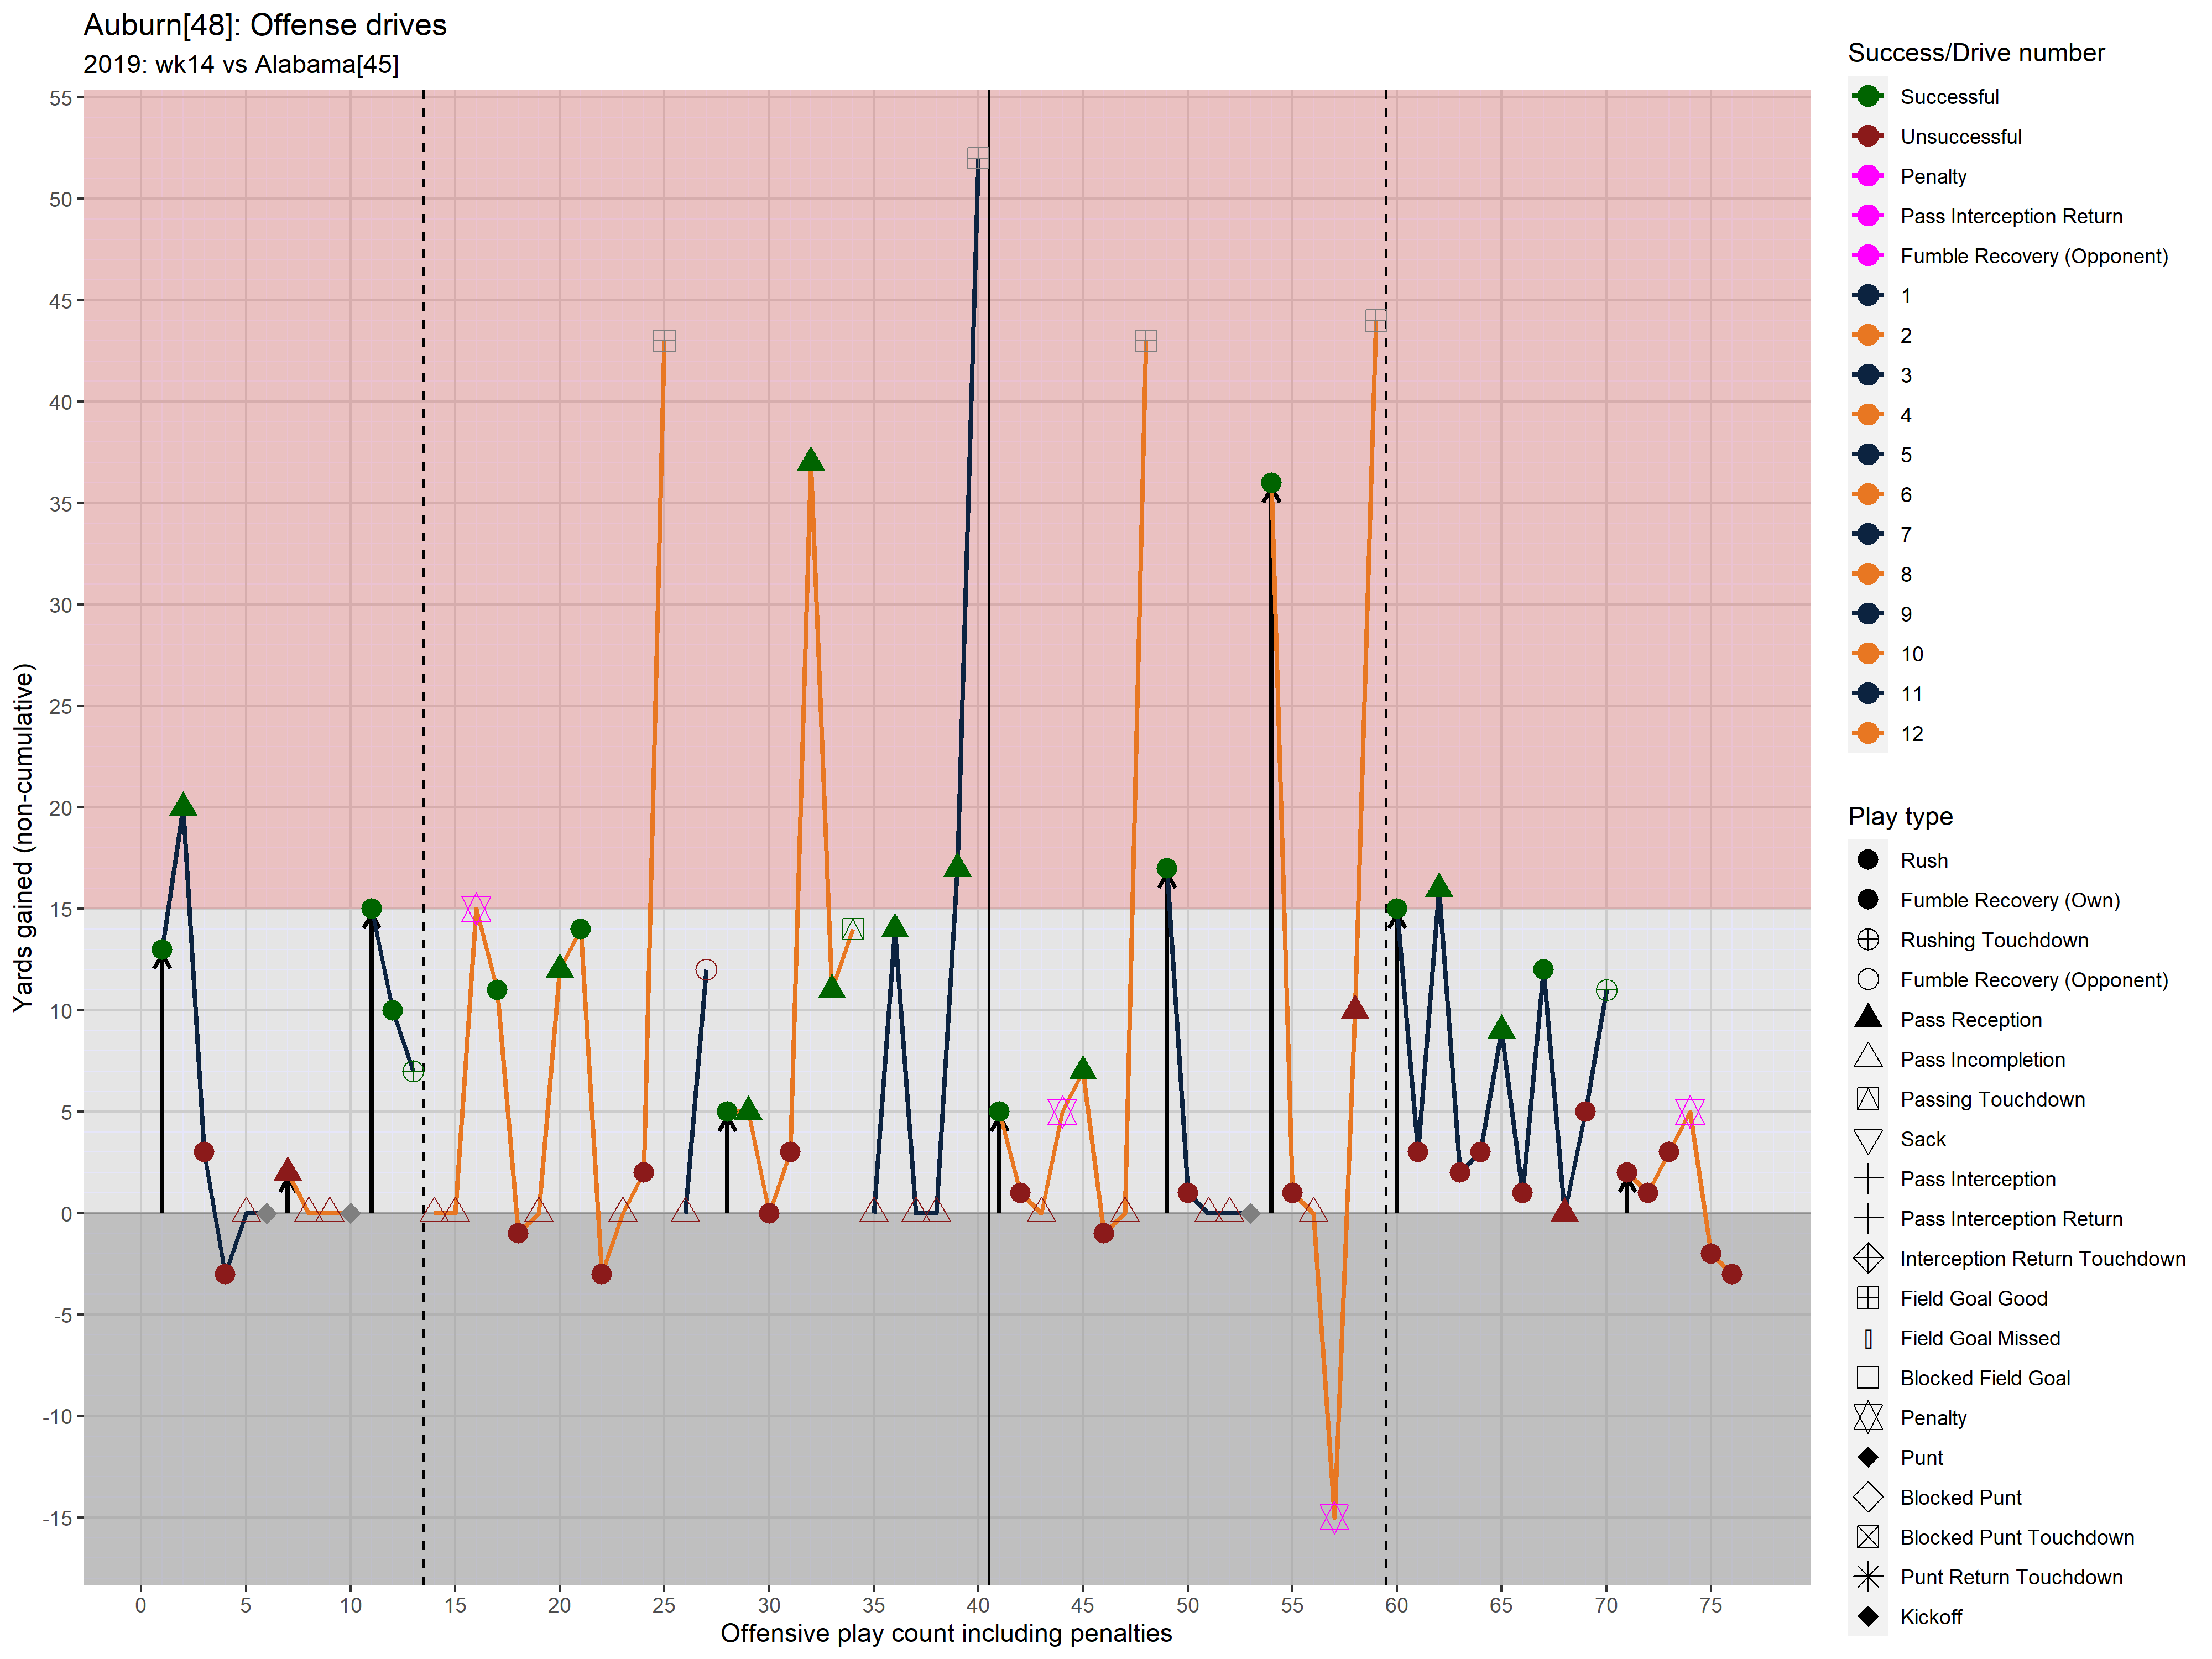 Auburn[48]: Offense drives
2019: wk14 vs Alabama[45]
Yards gained (non-cumulative)
55
50
45
40
35
30
25
20
15
10
5
0
-5
-10
-15
0 5 10 15 20 25 30 35 40 45 50 55 60 65 70 75
Offensive play count including penalties
Success/Drive number
Successful
Unsuccessful
Penalty
Pass Interception Return
Fumble Recovery (Opponent)
1
2
3
4
5
6
7
8
9
10
11
12
Play type
Rush
Fumble Recovery (Own)
Rushing Touchdown
Fumble Recovery (Opponent)
Pass Reception
Pass Incompletion
Passing Touchdown
Sack
Pass Interception
Pass Interception Return
Interception Return Touchdown
Field Goal Good
Field Goal Missed
Blocked Field Goal
Penalty
Punt
Blocked Punt
Blocked Punt Touchdown
Punt Return Touchdown
Kickoff